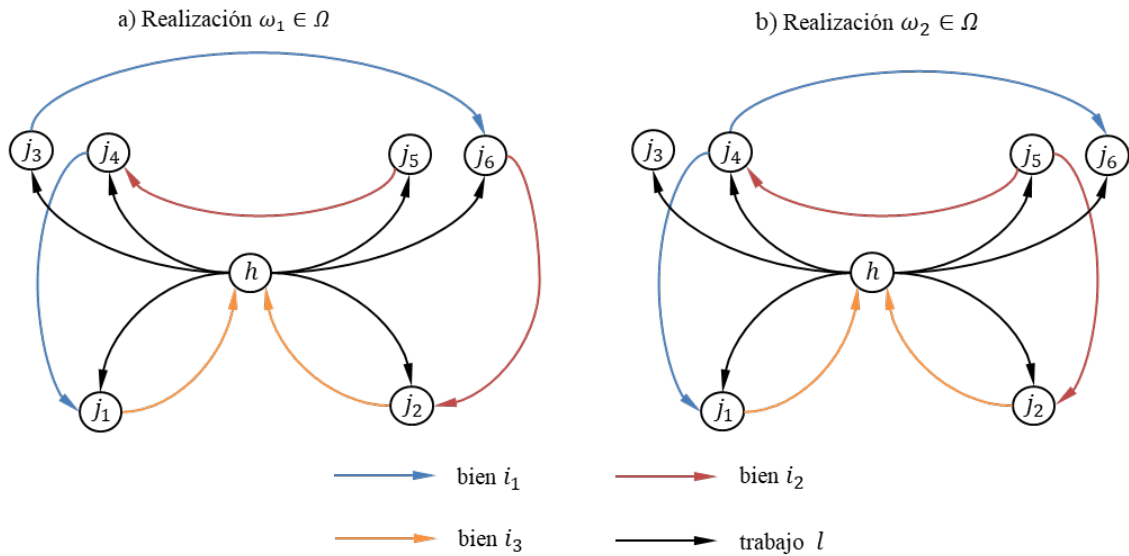 a) Realización ω₁ ∈ Ω
b) Realización ω₂ ∈ Ω
j₃ j₄ j₅ j₆
j₃ j₄ j₅ j₆
h
h
j₁ j₂
j₁ j₂
bien i₁
bien i₂
bien i₃
trabajo l